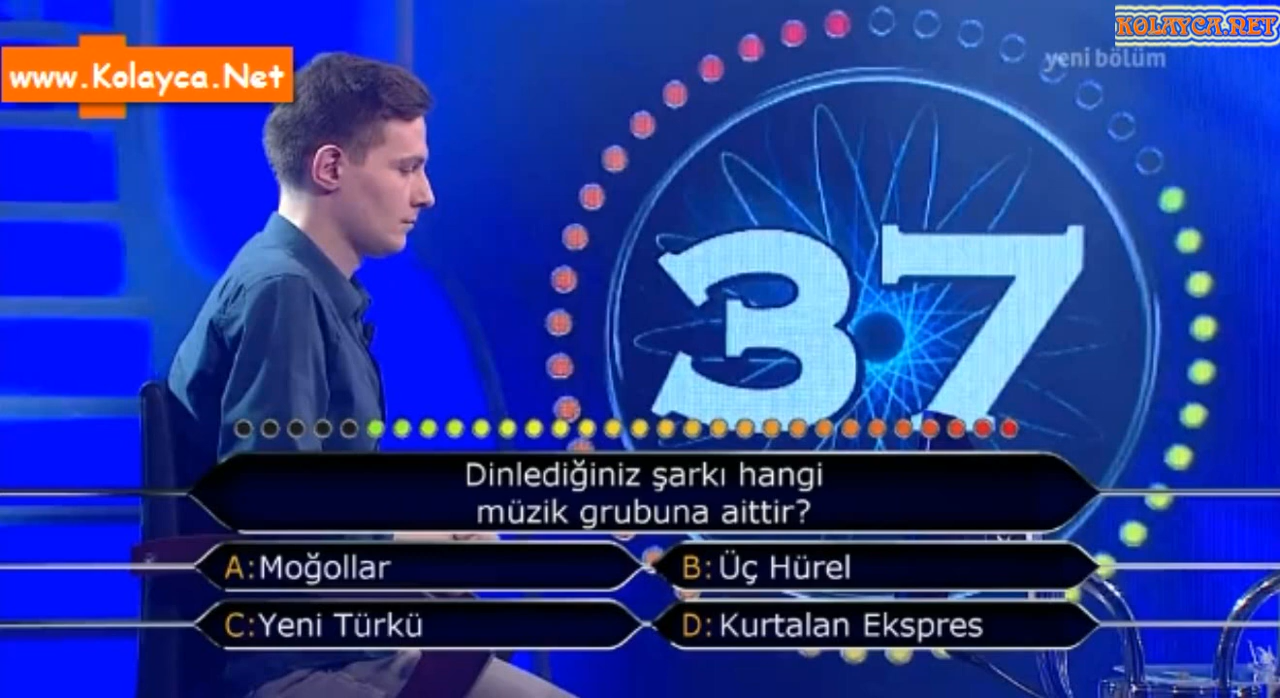 KOLAYCA.NET
www.Kolayca.Net
yeni bölüm
37
Dinlediğiniz şarkı hangi
müzik grubuna aittir?
A:Moğollar
B:Üç Hürel
C:Yeni Türkü
D:Kurtalan Ekspres